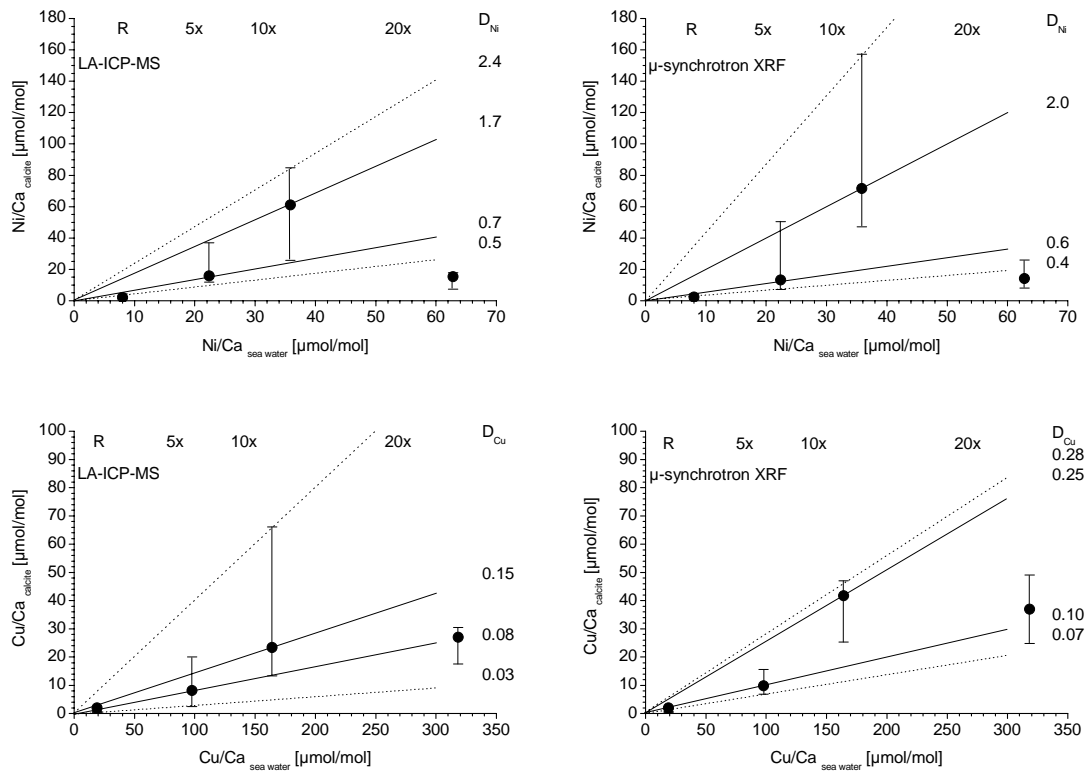 R 5x 10x 20x D Ni
LA-ICP-MS
2.4
1.7
0.7
0.5
180
160
140
120
100
80
60
40
20
0
Ni/Ca calcite [µmol/mol]
0 10 20 30 40 50 60 70
Ni/Ca sea water [µmol/mol]
R 5x 10x 20x D Ni
µ-synchrotron XRF
2.0
0.6
0.4
180
160
140
120
100
80
60
40
20
0
Ni/Ca calcite [µmol/mol]
0 10 20 30 40 50 60 70
Ni/Ca sea water [µmol/mol]
R 5x 10x 20x D Cu
LA-ICP-MS
0.15
0.08
0.03
100
90
80
70
60
50
40
30
20
10
0
Cu/Ca calcite [µmol/mol]
0 50 100 150 200 250 300 350
Cu/Ca sea water [µmol/mol]
R 5x 10x 20x D Cu
µ-synchrotron XRF
0.28
0.25
0.10
0.07
100
90
80
70
60
50
40
30
20
10
0
Cu/Ca calcite [µmol/mol]
0 50 100 150 200 250 300 350
Cu/Ca sea water [µmol/mol]